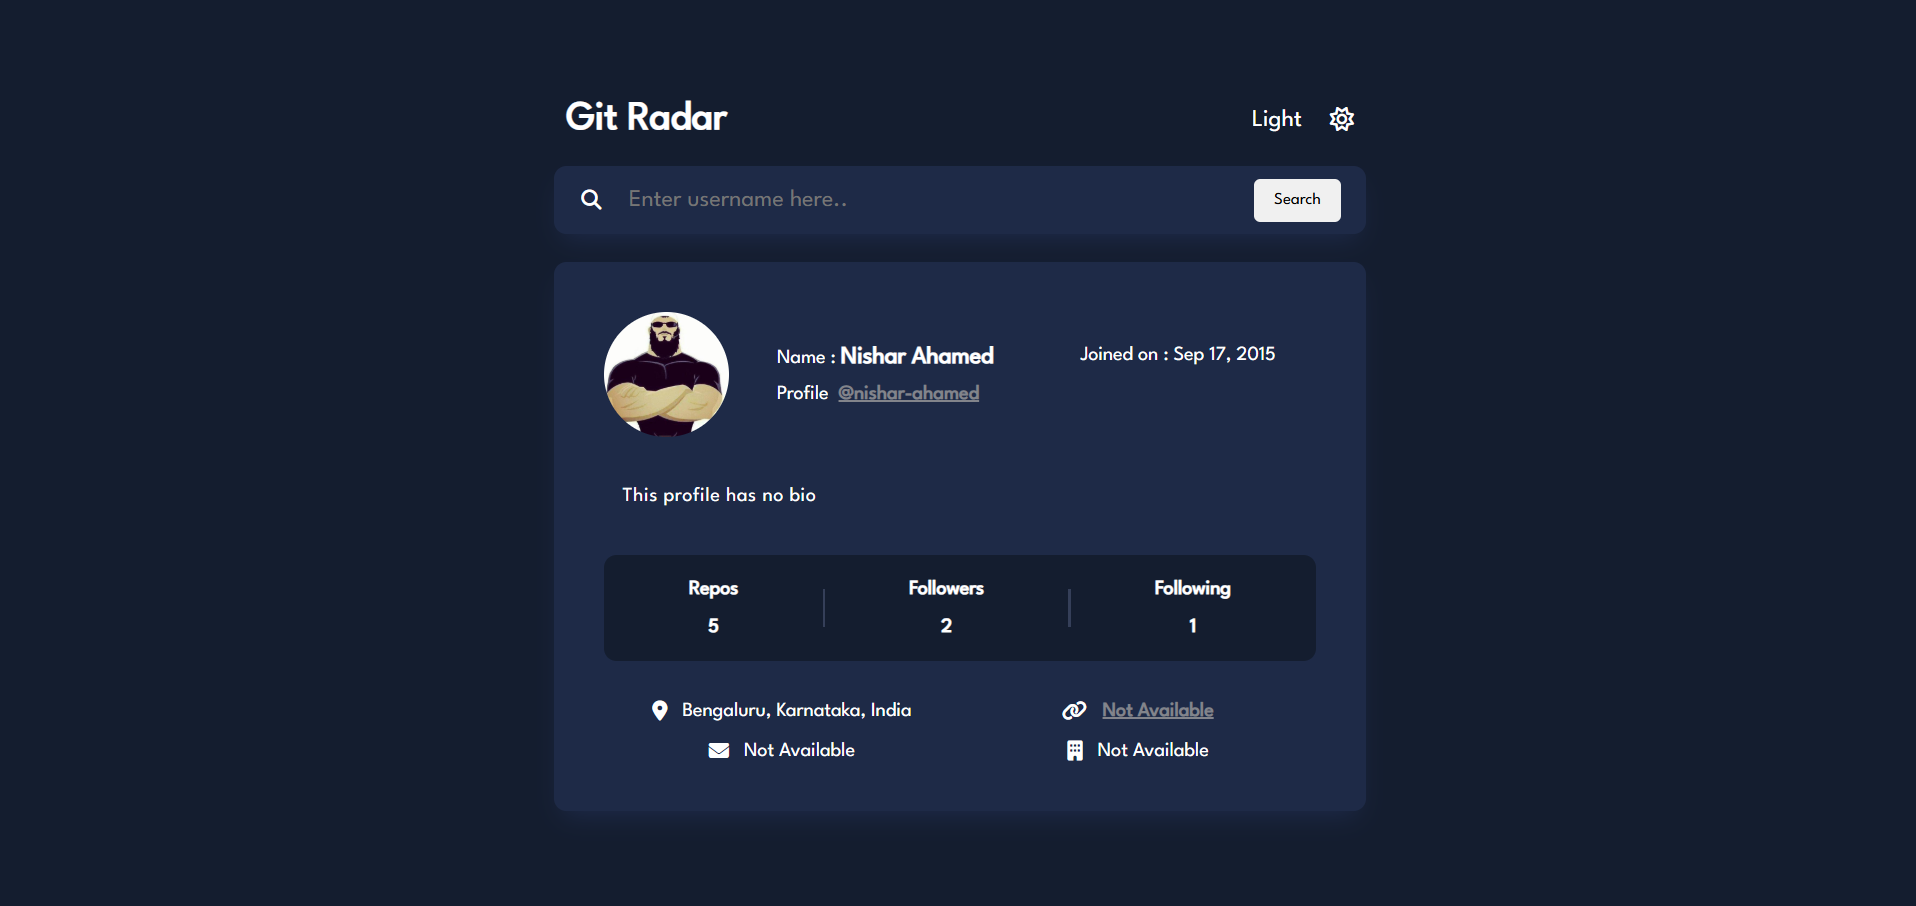 Git Radar
Light
Enter username here..
Search
Name : Nishar Ahamed
Joined on : Sep 17, 2015
Profile @nishar-ahamed
This profile has no bio
Repos
Followers
Following
5
2
1
Bengaluru, Karnataka, India
Not Available
Not Available
Not Available